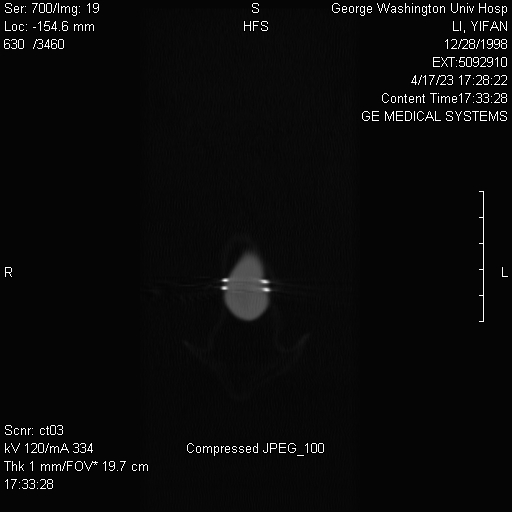 Ser: 700/Img: 19
Loc: -154.6 mm
630 /3460
S
HFS
George Washington Univ Hosp
LI, YIFAN
12/28/1998
EXT:5092910
4/17/23 17:28:22
Content Time17:33:28
GE MEDICAL SYSTEMS
R
L
Scnr: ct03
kV 120/mA 334
Thk 1 mm/FOV* 19.7 cm
17:33:28
Compressed JPEG_100